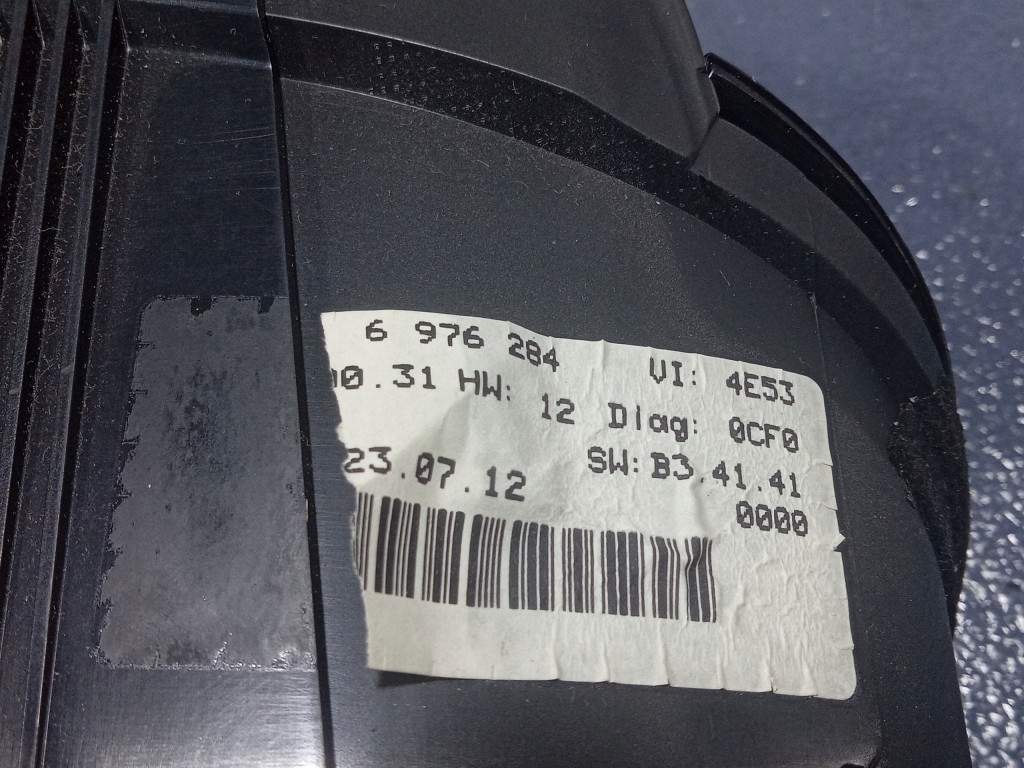 6 976 284 VI: 4E53
0.31 HW: 12 Diag: 0CF0
23.07.12 SW: B3.41.41
0000